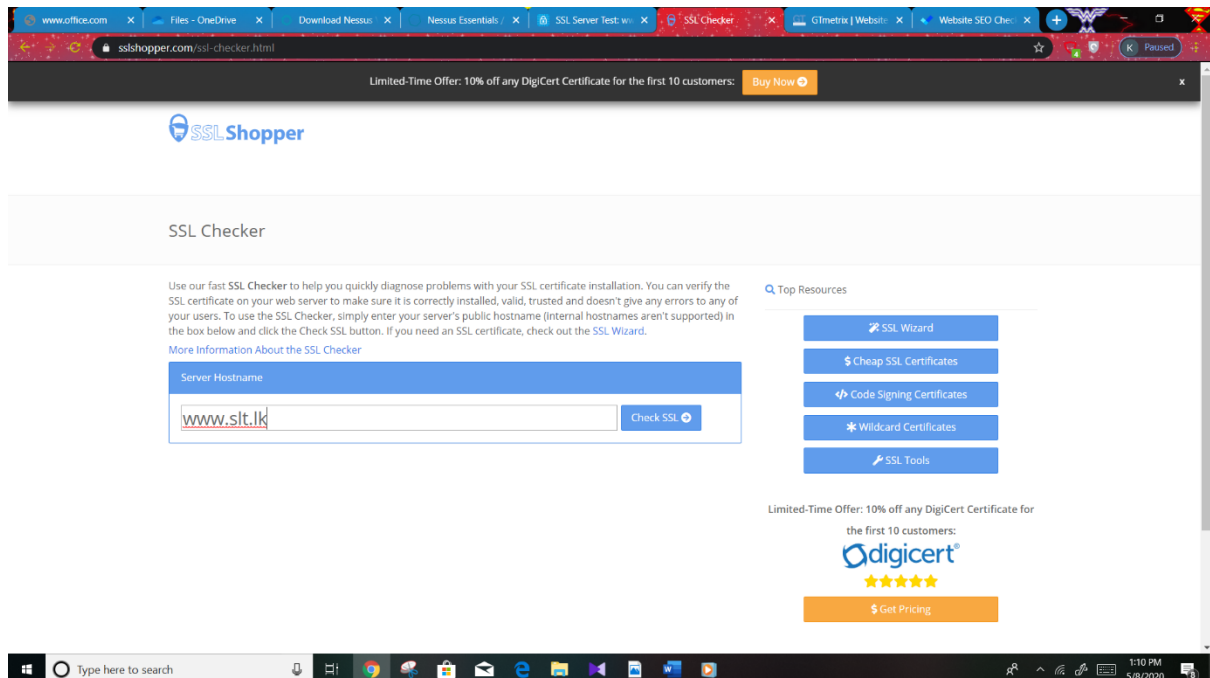 www.office.com
Files - OneDrive
Download Nessus
Nessus Essentials /
SSL Server Test: ww
SSL Checker
GTmetrix | Website
Website SEO Chec
sslshopper.com/ssl-checker.html
K Paused
Limited-Time Offer: 10% off any DigiCert Certificate for the first 10 customers:
Buy Now
x
SSLShopper
SSL Checker
Use our fast SSL Checker to help you quickly diagnose problems with your SSL certificate installation. You can verify the
SSL certificate on your web server to make sure it is correctly installed, valid, trusted and doesn't give any errors to any of
your users. To use the SSL Checker, simply enter your server's public hostname (internal hostnames aren't supported) in
the box below and click the Check SSL button. If you need an SSL certificate, check out the SSL Wizard.
More Information About the SSL Checker
Server Hostname
www.slt.lk
Check SSL
Top Resources
SSL Wizard
$ Cheap SSL Certificates
</> Code Signing Certificates
Wildcard Certificates
SSL Tools
Limited-Time Offer: 10% off any DigiCert Certificate for
the first 10 customers:
digicert®
$ Get Pricing
Type here to search
1:10 PM
5/8/2020